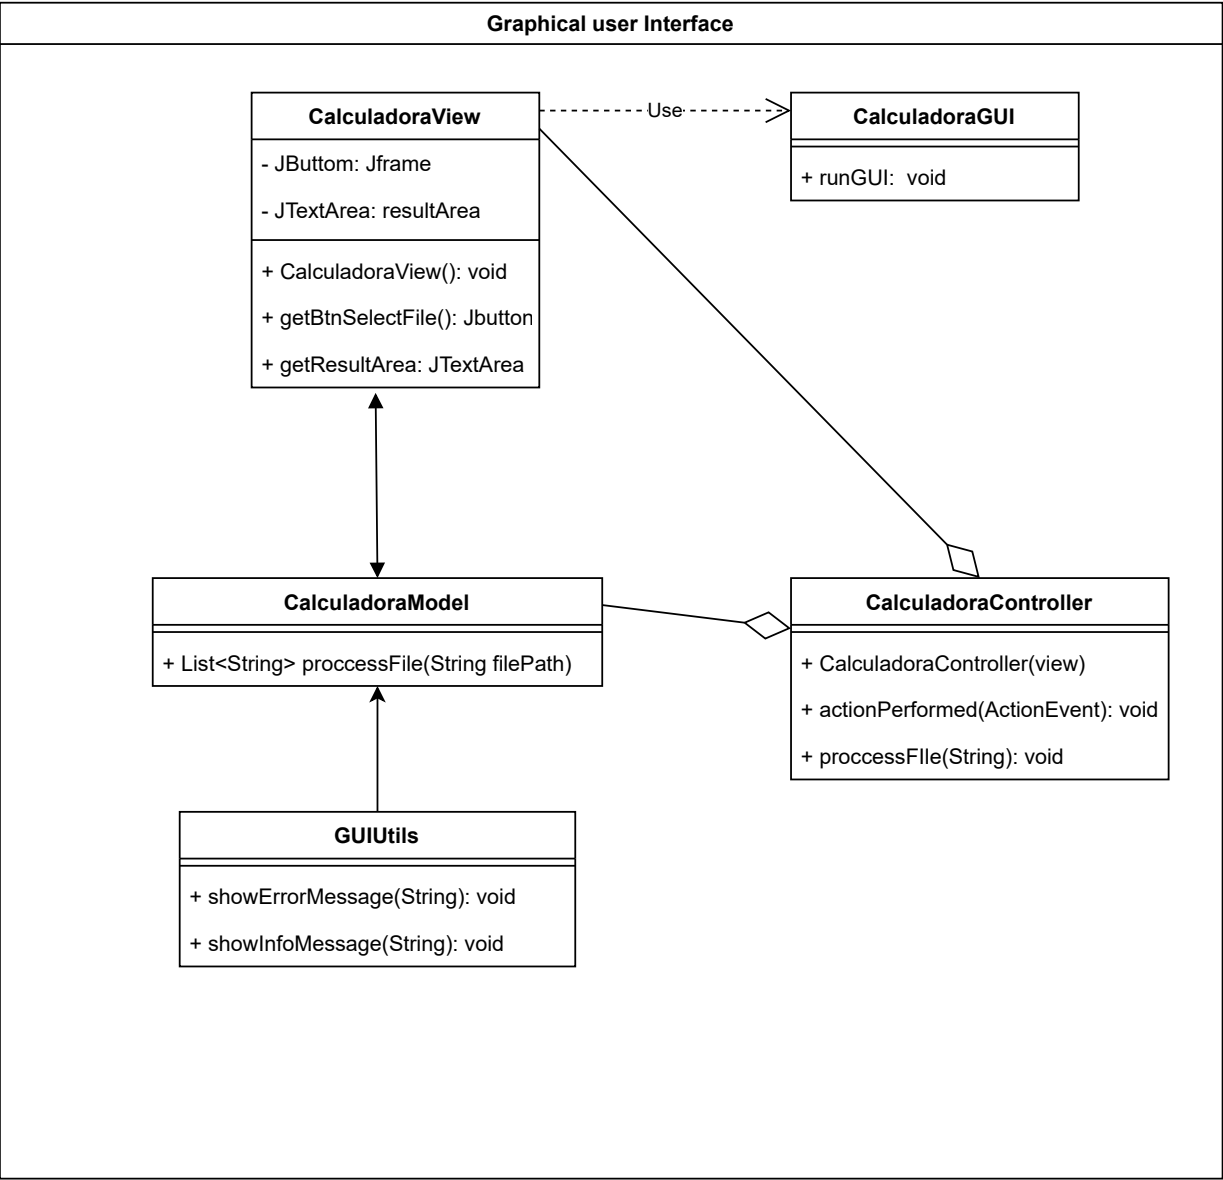 Graphical user Interface
CalculadoraView
- JButtom: Jframe
- JTextArea: resultArea
+ CalculadoraView(): void
+ getBtnSelectFile(): Jbutton
+ getResultArea: JTextArea
Use
CalculadoraGUI
+ runGUI:  void
CalculadoraModel
+ List<String> proccessFile(String filePath)
CalculadoraController
+ CalculadoraController(view)
+ actionPerformed(ActionEvent): void
+ proccessFIle(String): void
GUIUtils
+ showErrorMessage(String): void
+ showInfoMessage(String): void